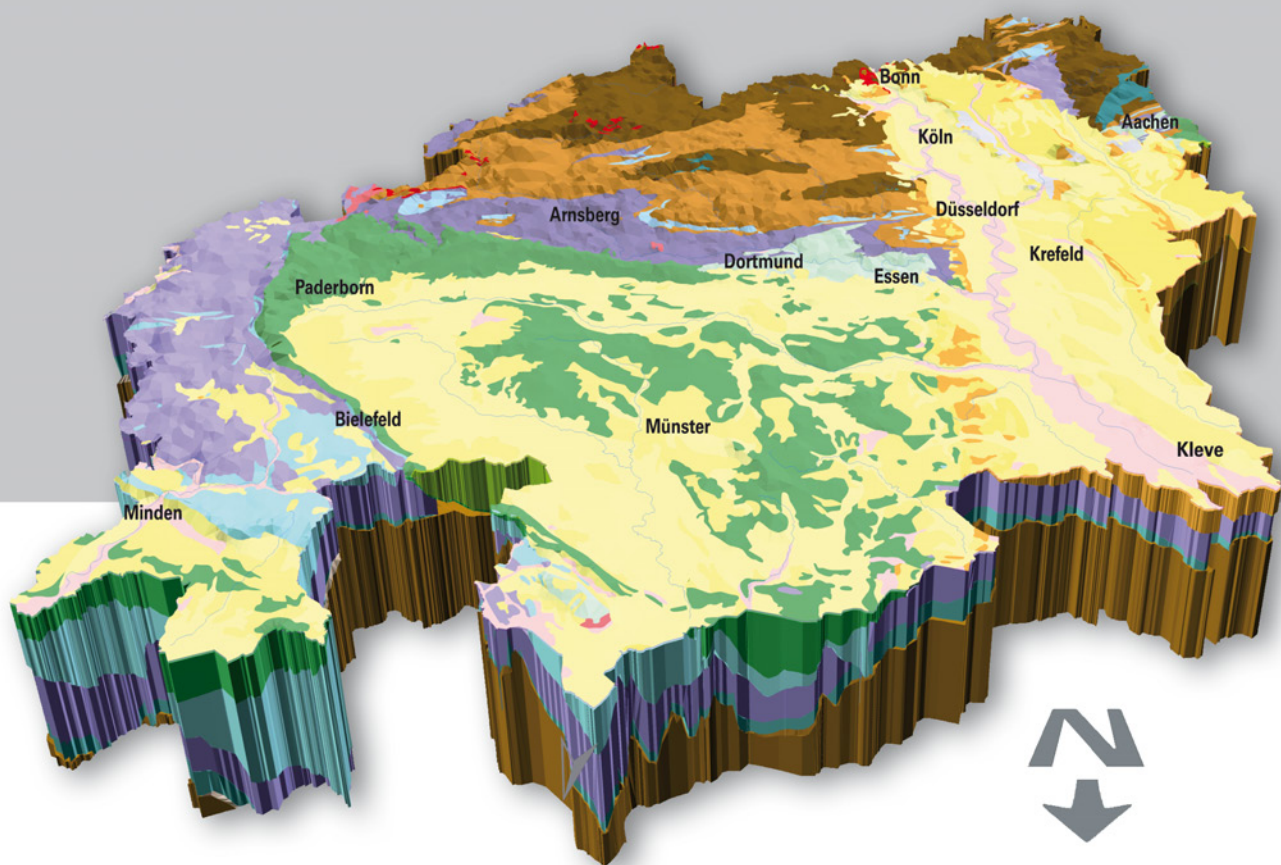 Bonn
Köln
Aachen
Düsseldorf
Arnsberg
Krefeld
Dortmund
Essen
Paderborn
Bielefeld
Münster
Kleve
Minden
N